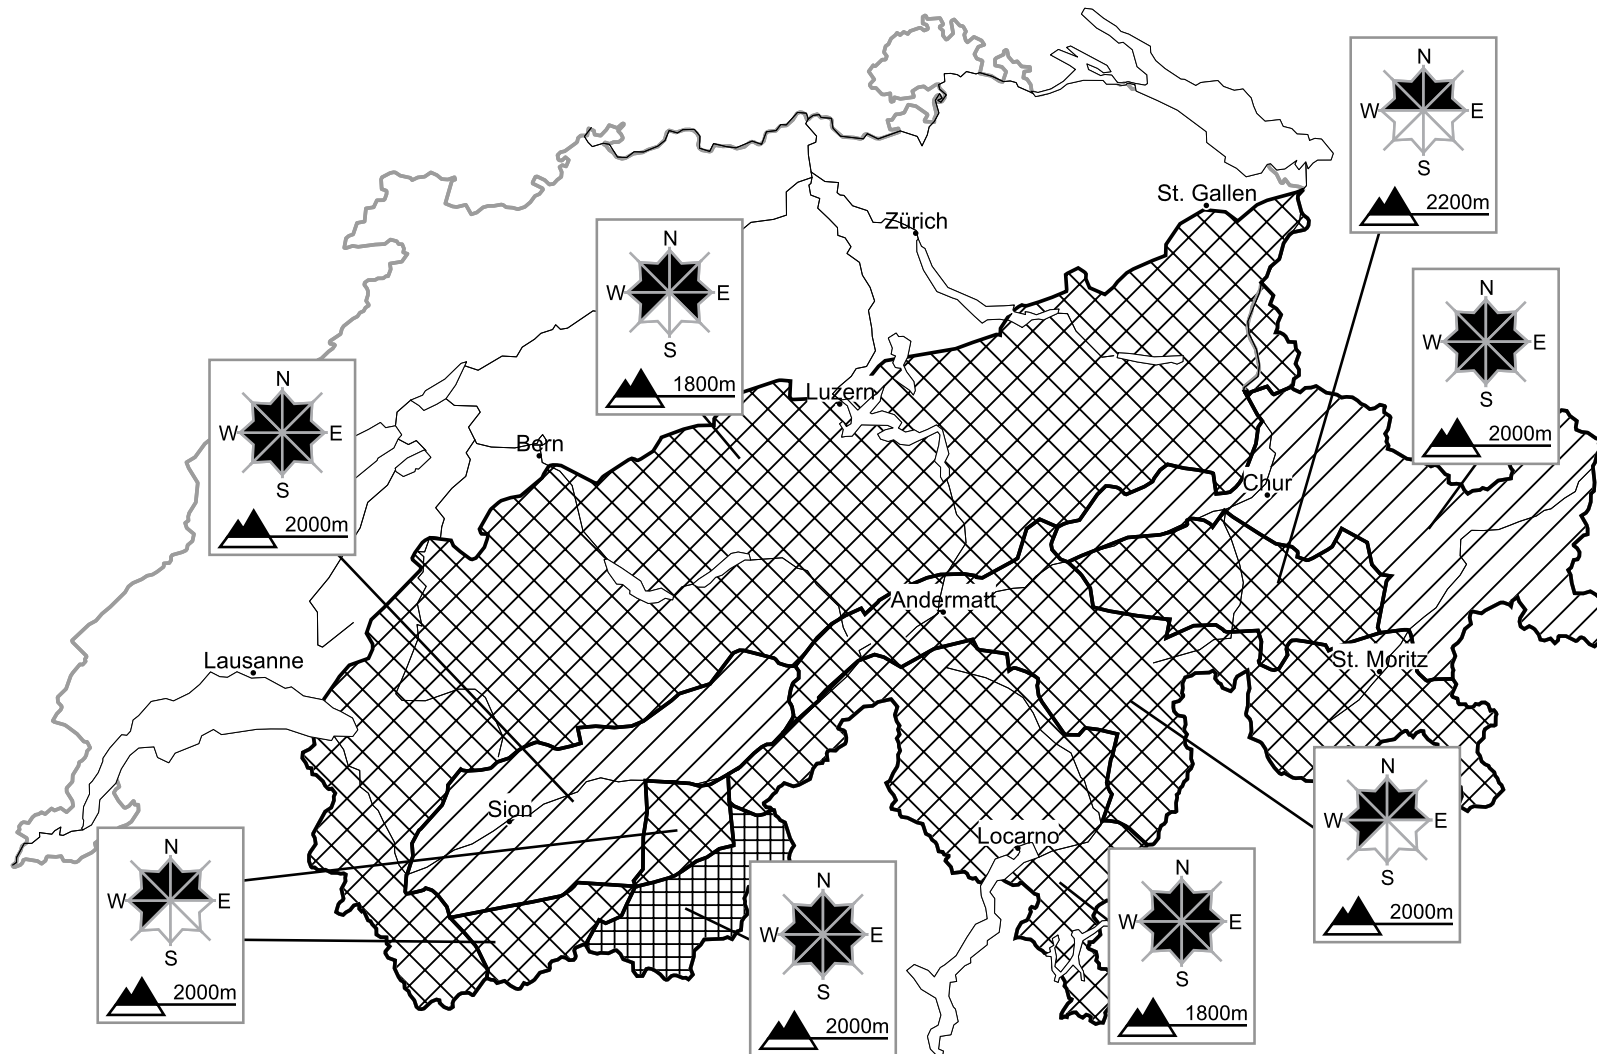 N
St. Gallen
W E
S
2200m
Zürich
N
W E
S
1800m
N
W E
S
2000m
N
W E
S
2000m
Luzern
Bern
Chur
Andermatt
St. Moritz
Lausanne
N
W E
S
2000m
Sion
Locarno
N
W E
S
2000m
N
W E
S
2000m
N
W E
S
1800m